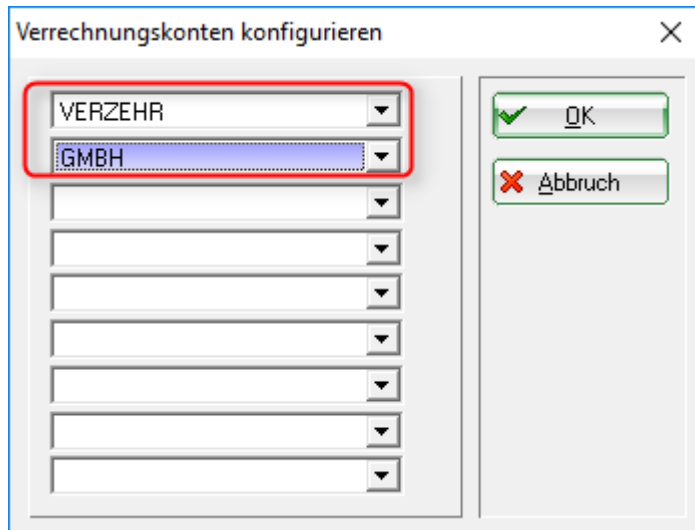 Verrechnungskonten konfigurieren
VERZEHR
GMBH
OK
Abbruch